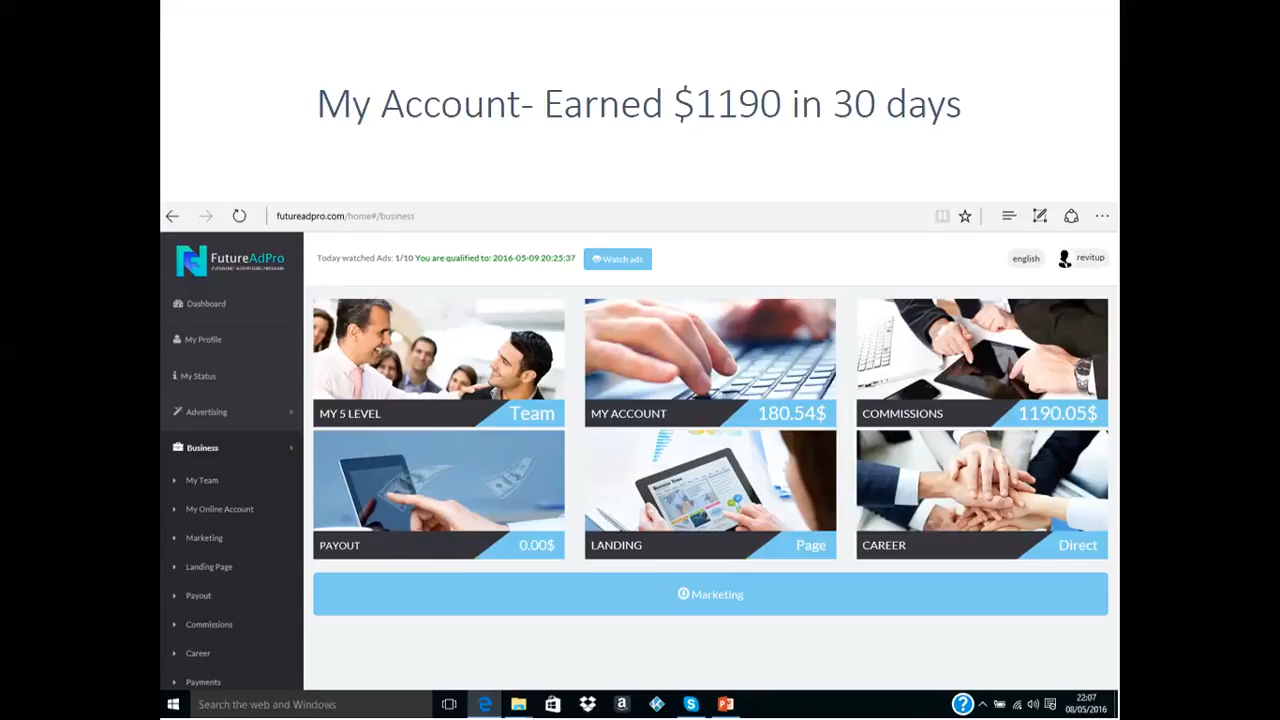 My Account- Earned $1190 in 30 days
futureadpro.com/home#/business
FutureAdPro
Today watched Ads: 1/10 You are qualified to: 2016-05-09 20:25:37
Watch ads
english
revitup
Dashboard
My Profile
My Status
Advertising
Business
My Team
My Online Account
Marketing
Landing Page
Payout
Commissions
Career
Payments
MY 5 LEVEL Team
MY ACCOUNT 180.54$
COMMISSIONS 1190.05$
PAYOUT 0.00$
LANDING Page
CAREER Direct
Marketing
Search the web and Windows
22:07
08/05/2016